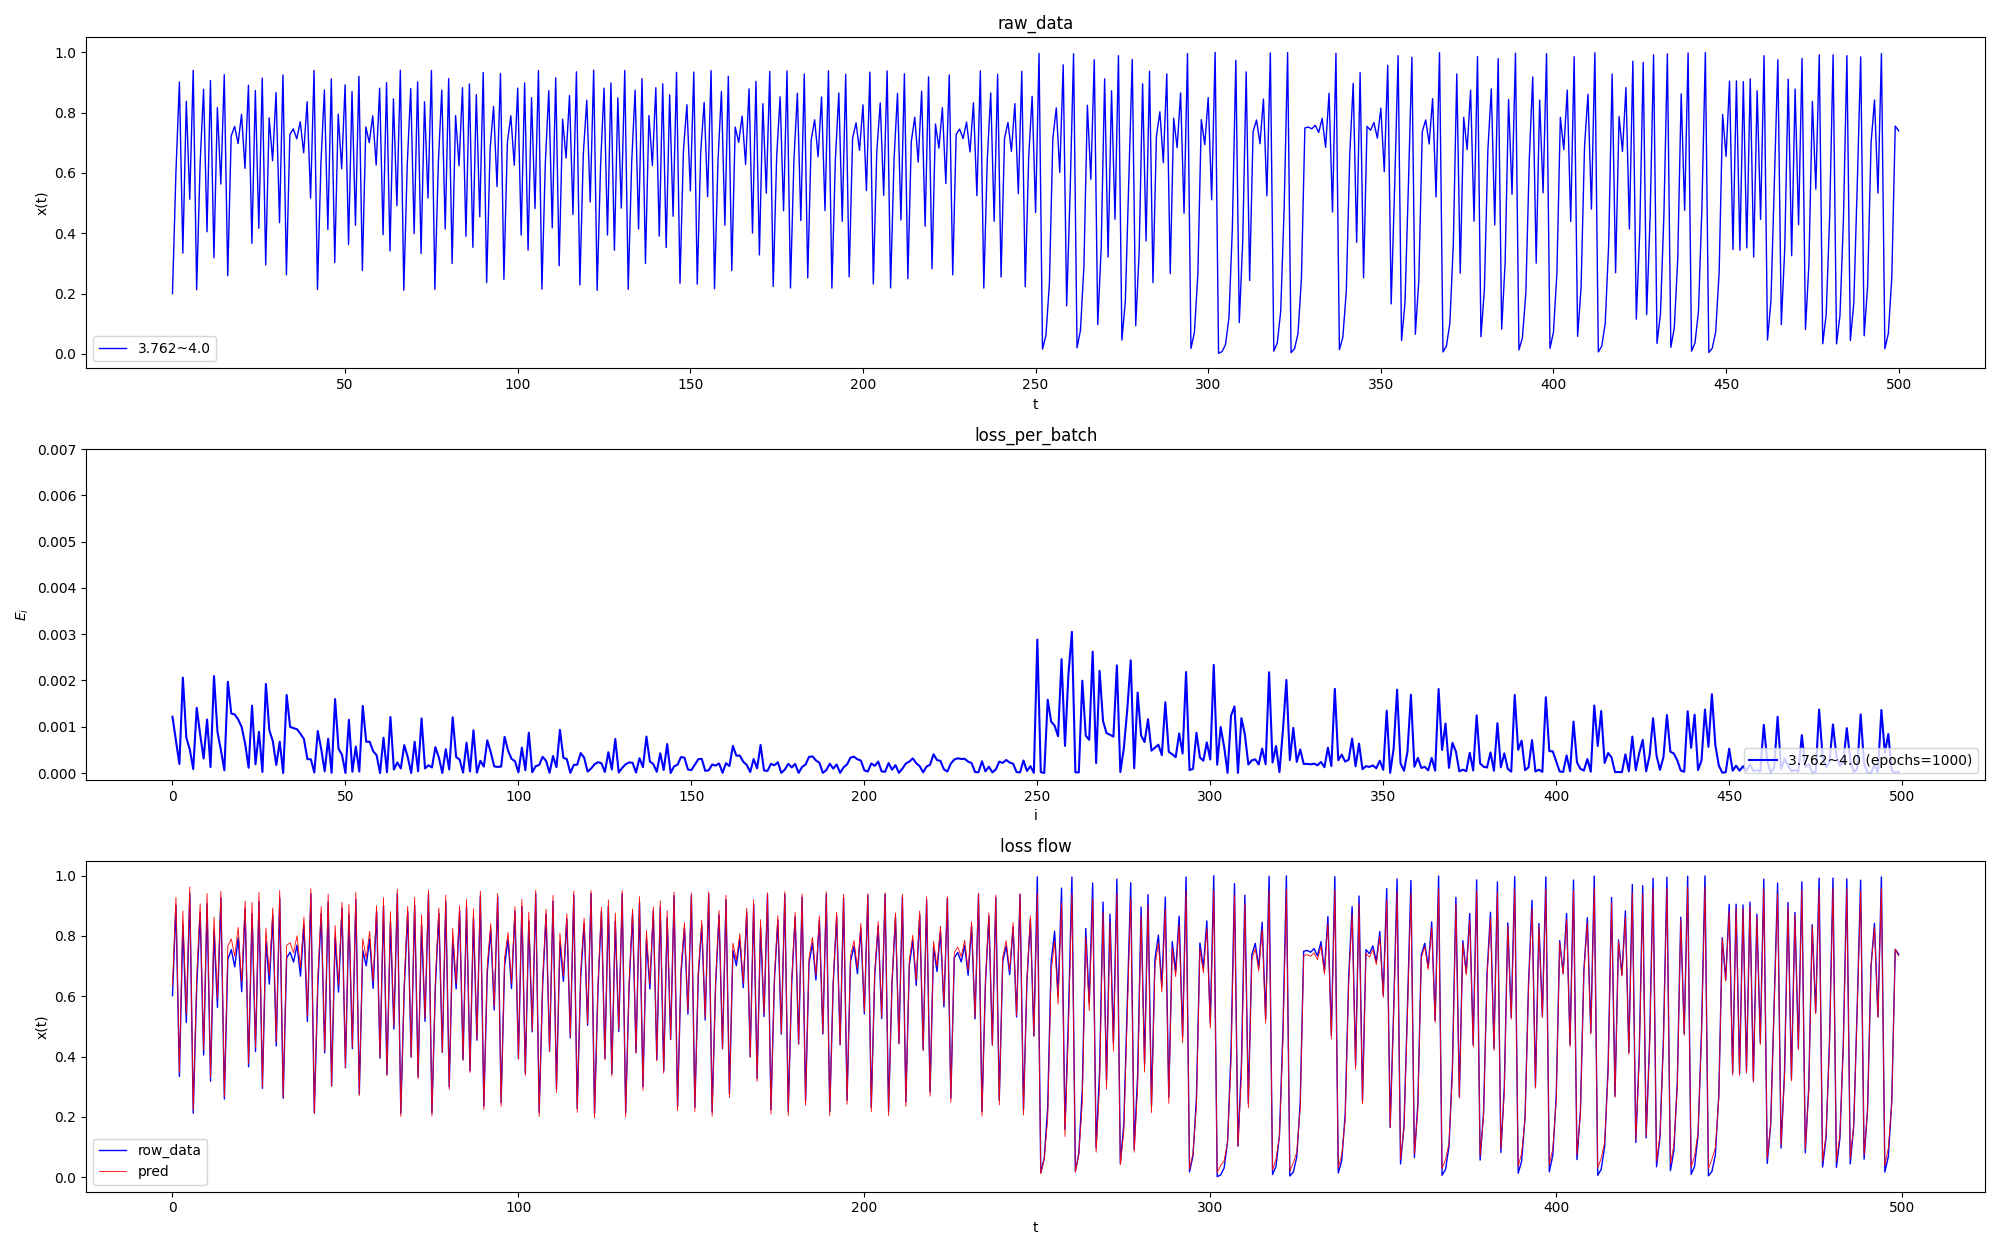 raw_data
1.0
0.8
0.6
0.4
0.2
0.0
x(t)
3.762~4.0
50 100 150 200 250 300 350 400 450 500
t
loss_per_batch
0.007
0.006
0.005
0.004
0.003
0.002
0.001
0.000
E_i
3.762~4.0 (epochs=1000)
0 50 100 150 200 250 300 350 400 450 500
i
loss flow
1.0
0.8
0.6
0.4
0.2
0.0
x(t)
row_data
pred
0 100 200 300 400 500
t